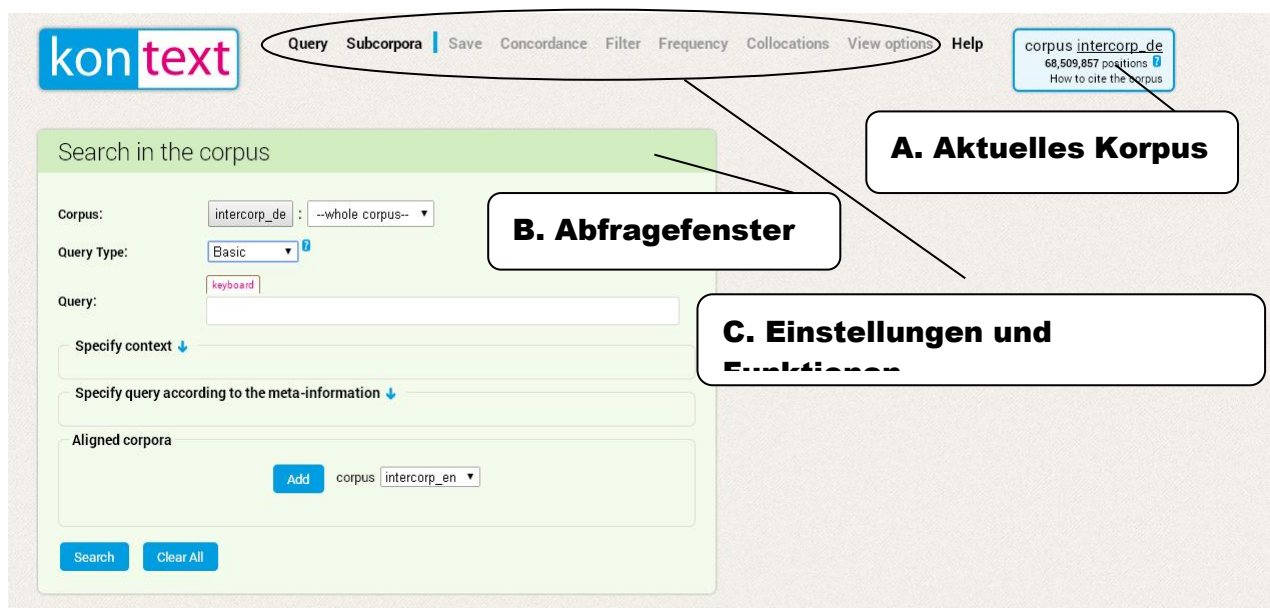 kontext
Query Subcorpora Save Concordance Filter Frequency Collocations View options Help
corpus intercorp_de
68,509,857 positions ?
How to cite the corpus
A. Aktuelles Korpus
Search in the corpus
Corpus: intercorp_de : --whole corpus--
B. Abfragefenster
Query Type: Basic ?
keyboard
Query:
C. Einstellungen und
Funktionen
Specify context
Specify query according to the meta-information
Aligned corpora
Add corpus intercorp_en
Search Clear All